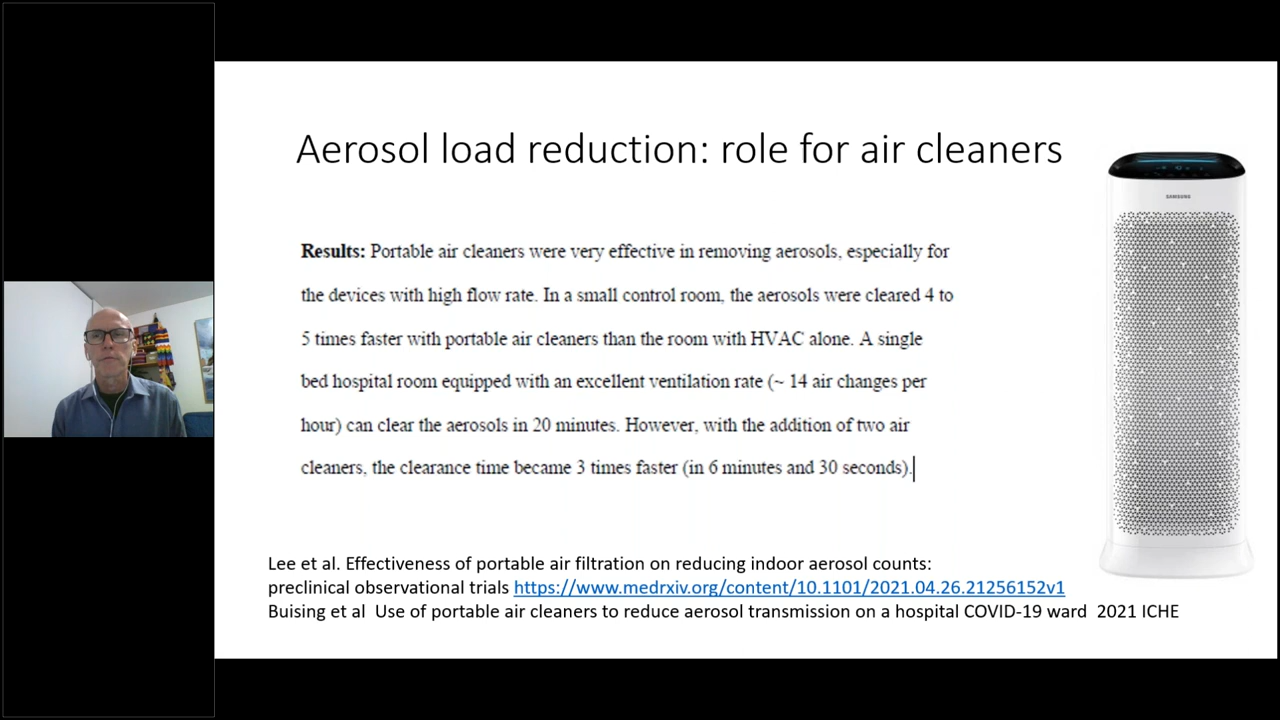 Aerosol load reduction: role for air cleaners
SAMSUNG
Results: Portable air cleaners were very effective in removing aerosols, especially for
the devices with high flow rate. In a small control room, the aerosols were cleared 4 to
5 times faster with portable air cleaners than the room with HVAC alone. A single
bed hospital room equipped with an excellent ventilation rate (~ 14 air changes per
hour) can clear the aerosols in 20 minutes. However, with the addition of two air
cleaners, the clearance time became 3 times faster (in 6 minutes and 30 seconds).
Lee et al. Effectiveness of portable air filtration on reducing indoor aerosol counts:
preclinical observational trials https://www.medrxiv.org/content/10.1101/2021.04.26.21256152v1
Buising et al Use of portable air cleaners to reduce aerosol transmission on a hospital COVID-19 ward 2021 ICHE